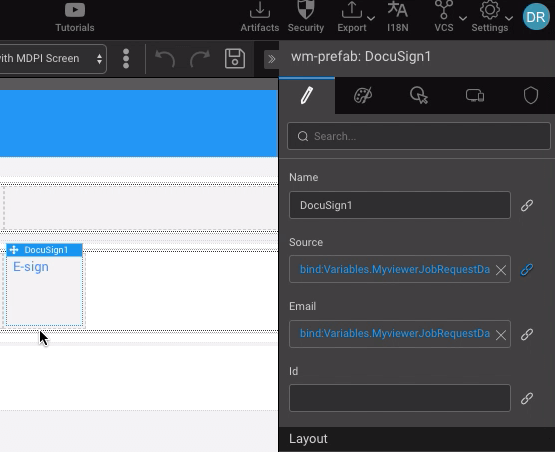 Tutorials
Artifacts Security Export I18N VCS Settings DR
with MDPI Screen
wm-prefab: DocuSign1
Search...
Name
DocuSign1
Source
bind:Variables.MyviewerJobRequestDa
DocuSign1
E-sign
Email
bind:Variables.MyviewerJobRequestDa
Id
Layout